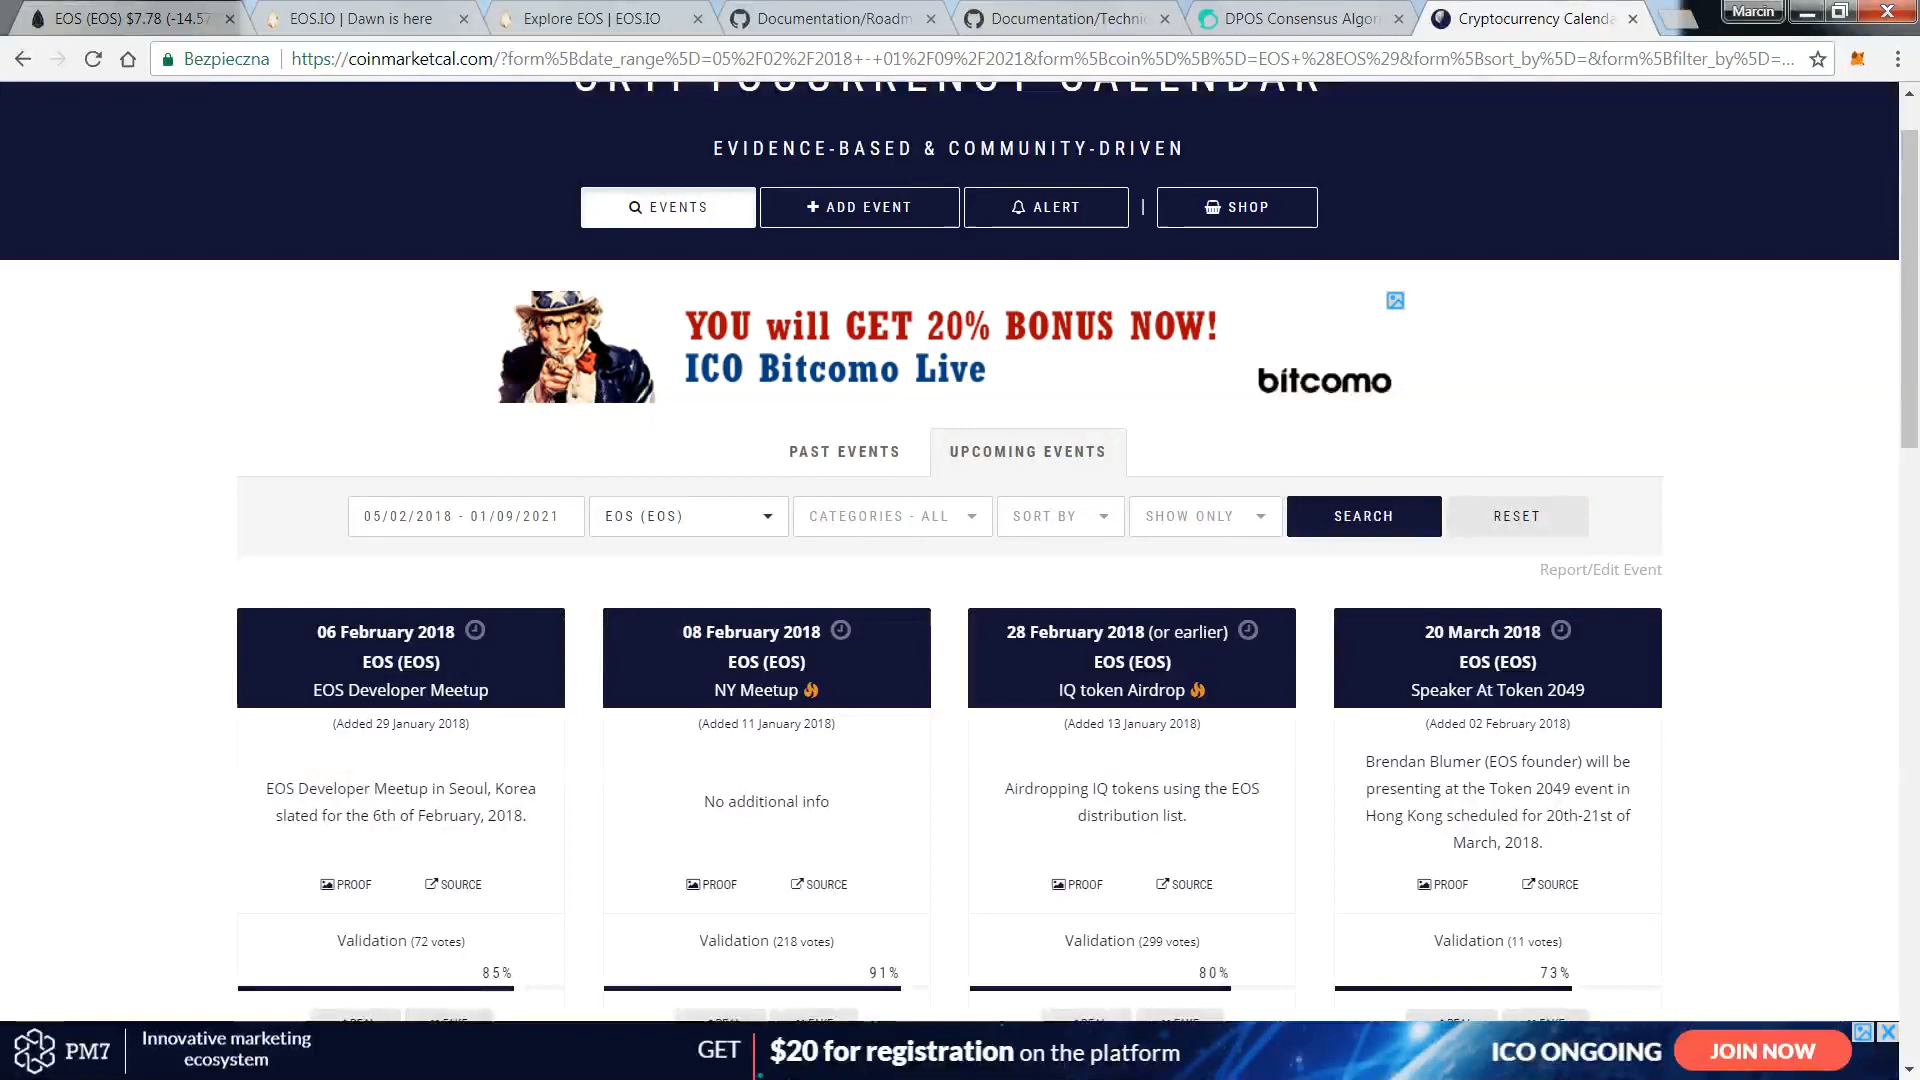 EOS (EOS) $7.78 (-14.57
EOS.IO | Dawn is here
Explore EOS | EOS.IO
Documentation/Roadm
Documentation/Technic
DPOS Consensus Algor
Cryptocurrency Calenda
Marcin
Bezpieczna
https://coinmarketcal.com/?form%5Bdate_range%5D=05%2F02%2F2018+-+01%2F09%2F2021&form%5Bcoin%5D%5B%5D=EOS+%28EOS%29&form%5Bsort_by%5D=&form%5Bfilter_by%5D=...
CRYPTOCURRENCY CALENDAR
EVIDENCE-BASED & COMMUNITY-DRIVEN
EVENTS
ADD EVENT
ALERT
|
SHOP
YOU will GET 20% BONUS NOW!
ICO Bitcomo Live
bitcomo
PAST EVENTS
UPCOMING EVENTS
05/02/2018 - 01/09/2021
EOS (EOS)
CATEGORIES - ALL
SORT BY
SHOW ONLY
SEARCH
RESET
Report/Edit Event
06 February 2018
EOS (EOS)
EOS Developer Meetup
(Added 29 January 2018)
EOS Developer Meetup in Seoul, Korea
slated for the 6th of February, 2018.
PROOF
SOURCE
Validation (72 votes)
85%
08 February 2018
EOS (EOS)
NY Meetup
(Added 11 January 2018)
No additional info
PROOF
SOURCE
Validation (218 votes)
91%
28 February 2018 (or earlier)
EOS (EOS)
IQ token Airdrop
(Added 13 January 2018)
Airdropping IQ tokens using the EOS
distribution list.
PROOF
SOURCE
Validation (299 votes)
80%
20 March 2018
EOS (EOS)
Speaker At Token 2049
(Added 02 February 2018)
Brendan Blumer (EOS founder) will be
presenting at the Token 2049 event in
Hong Kong scheduled for 20th-21st of
March, 2018.
PROOF
SOURCE
Validation (11 votes)
73%
PM7
Innovative marketing
ecosystem
GET
$20 for registration on the platform
ICO ONGOING
JOIN NOW